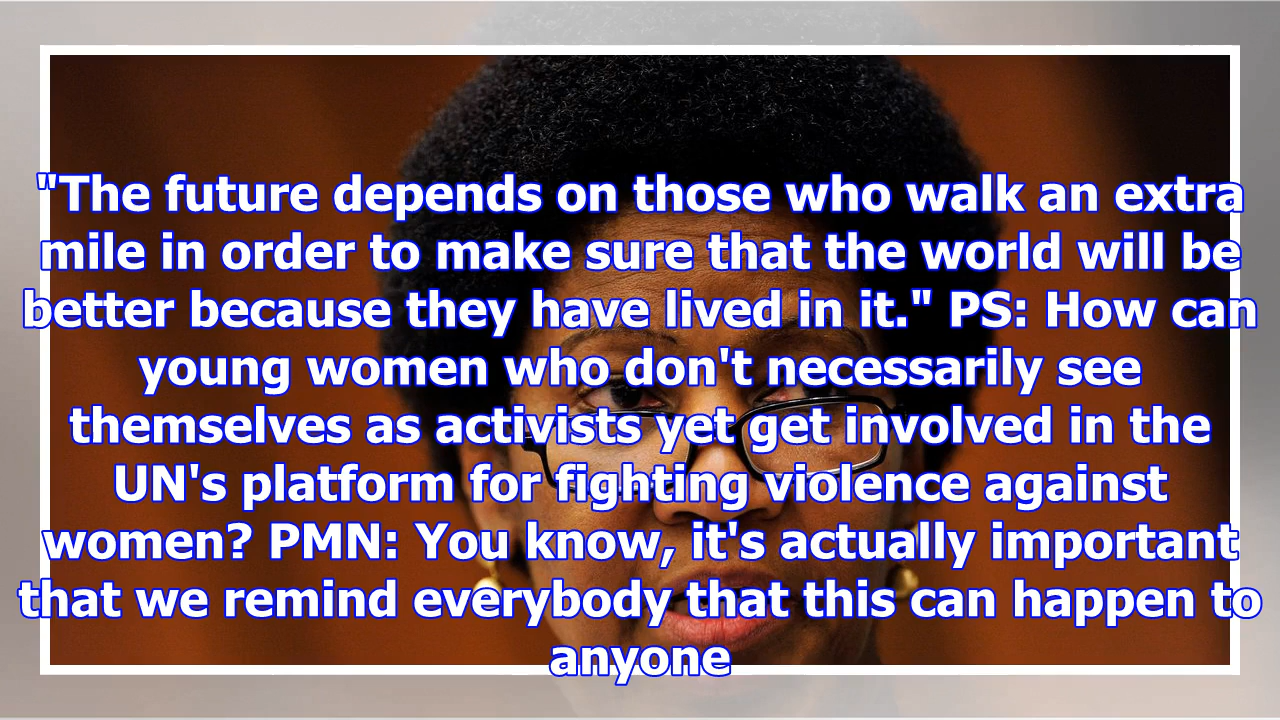 "The future depends on those who walk an extra
mile in order to make sure that the world will be
better because they have lived in it." PS: How can
young women who don't necessarily see
themselves as activists yet get involved in the
UN's platform for fighting violence against
women? PMN: You know, it's actually important
that we remind everybody that this can happen to
anyone